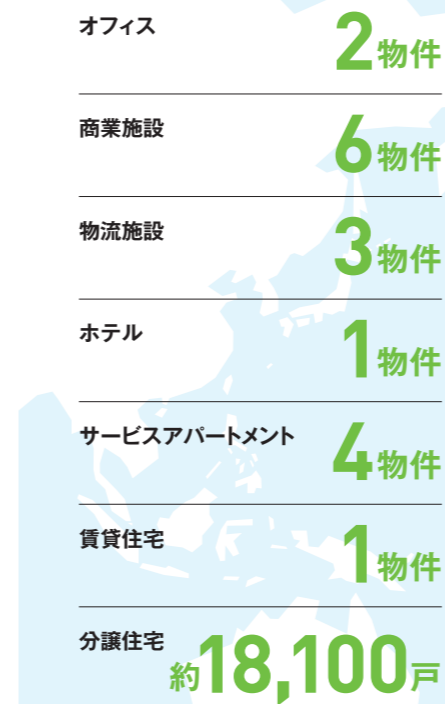 オフィス 2物件
商業施設 6物件
物流施設 3物件
ホテル 1物件
サービスアパートメント 4物件
賃貸住宅 1物件
分譲住宅 約18,100戸